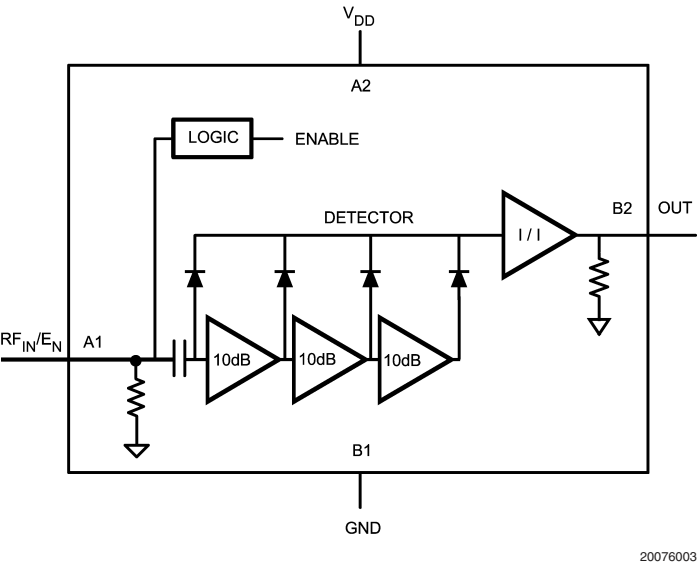 VDD
A2
LOGIC
ENABLE
DETECTOR
I / I
B2
OUT
RFIN/EN
A1
10dB
10dB
10dB
B1
GND
20076003